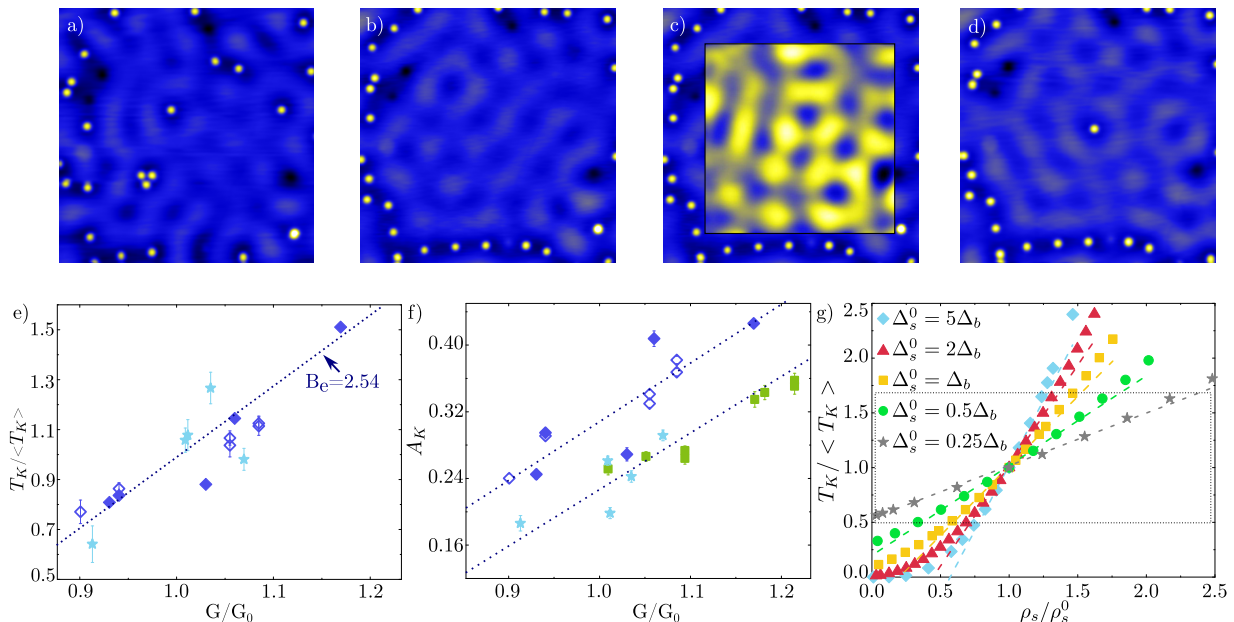 a)
b)
c)
d)
e)
T_K/<T_K>
1.5
1.3
1.1
0.9
0.7
0.5
B_e=2.54
0.9
1.0
1.1
1.2
G/G_0
f)
A_K
0.40
0.32
0.24
0.16
0.9
1.0
1.1
1.2
G/G_0
g)
T_K/<T_K>
2.5
2.0
1.5
1.0
0.5
0.0
Δ_s^0 = 5Δ_b
Δ_s^0 = 2Δ_b
Δ_s^0 = Δ_b
Δ_s^0 = 0.5Δ_b
Δ_s^0 = 0.25Δ_b
0.0
0.5
1.0
1.5
2.0
2.5
ρ_s/ρ_s^0